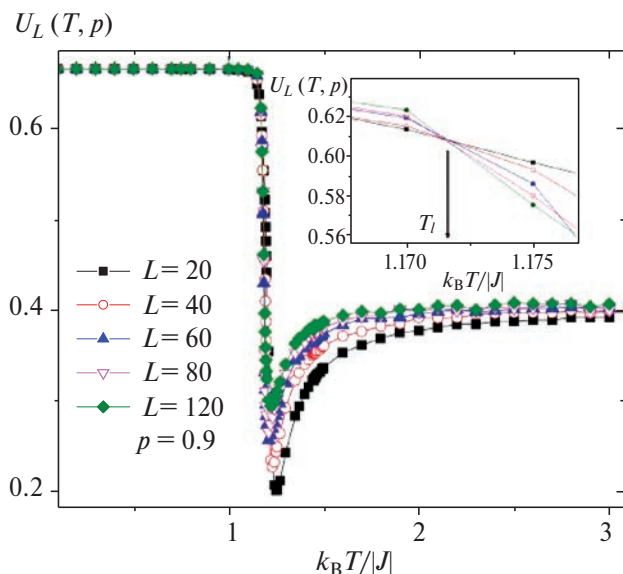 U_L (T, p)
0.6
0.4
0.2
1
2
3
k_B T/|J|
L = 20
L = 40
L = 60
L = 80
L = 120
p = 0.9
U_L (T, p)
0.62
0.60
0.58
0.56
T_l
1.170
1.175
k_B T/|J|